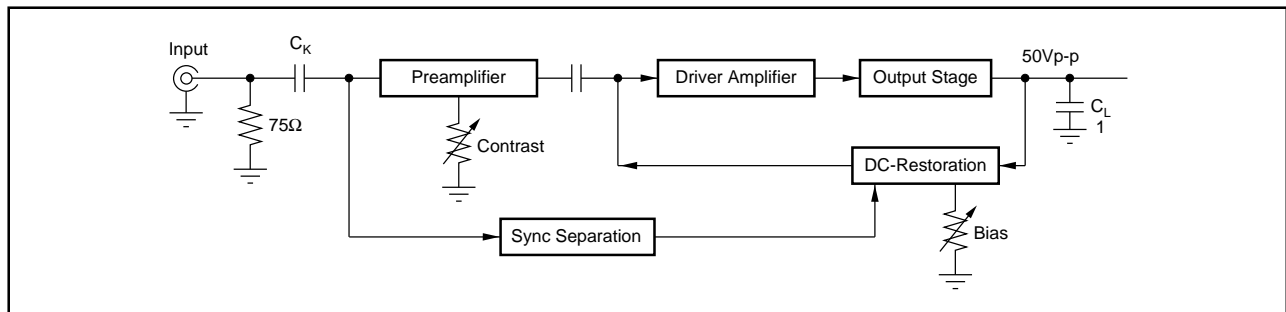 Input
C_K
75Ω
Preamplifier
Contrast
Driver Amplifier
Output Stage
50Vp-p
C_L
1
DC-Restoration
Bias
Sync Separation